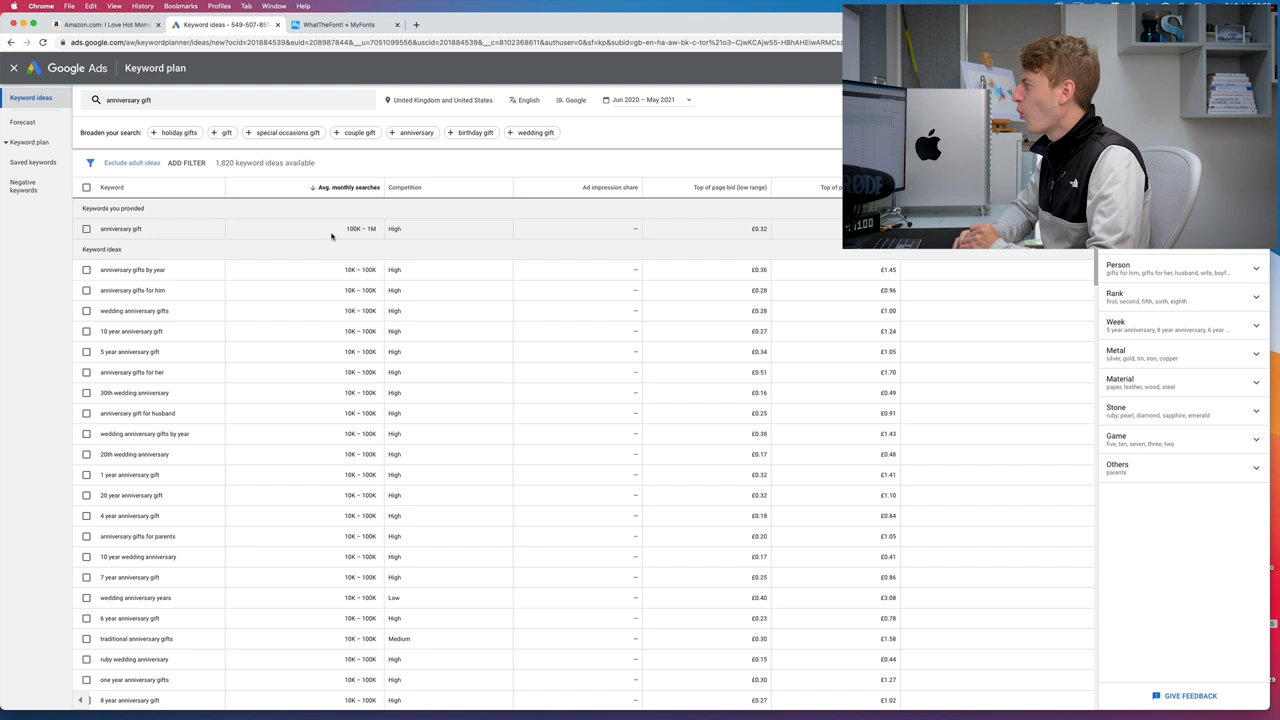 Chrome File Edit View History Bookmarks Profiles Tab Window Help
Amazon.com: I Love Hot Mom
Keyword ideas - 549-507-851
WhatTheFont! « MyFonts
Google Ads Keyword plan
Keyword ideas
Forecast
Keyword plan
Saved keywords
Negative
keywords
anniversary gift
United Kingdom and United States
English
Google
Jun 2020 – May 2021
Broaden your search: + holiday gifts + gift + special occasions gift + couple gift + anniversary + birthday gift + wedding gift
Exclude adult ideas ADD FILTER 1,820 keyword ideas available
Keyword Avg. monthly searches Competition Ad impression share Top of page bid (low range)
Keywords you provided
anniversary gift 100K – 1M High – £0.32
Keyword ideas
anniversary gifts by year 10K – 100K High – £0.36 £1.45
anniversary gifts for him 10K – 100K High – £0.28 £0.96
wedding anniversary gifts 10K – 100K High – £0.28 £1.00
10 year anniversary gift 10K – 100K High – £0.27 £1.24
5 year anniversary gift 10K – 100K High – £0.34 £1.05
anniversary gifts for her 10K – 100K High – £0.51 £1.70
30th wedding anniversary 10K – 100K High – £0.16 £0.49
anniversary gift for husband 10K – 100K High – £0.25 £0.91
wedding anniversary gifts by year 10K – 100K High – £0.38 £1.43
20th wedding anniversary 10K – 100K High – £0.17 £0.48
1 year anniversary gift 10K – 100K High – £0.32 £1.41
20 year anniversary gift 10K – 100K High – £0.32 £1.10
4 year anniversary gift 10K – 100K High – £0.18 £0.84
anniversary gifts for parents 10K – 100K High – £0.20 £1.05
10 year wedding anniversary 10K – 100K High – £0.17 £0.41
7 year anniversary gift 10K – 100K High – £0.25 £0.86
wedding anniversary years 10K – 100K Low – £0.40 £3.08
6 year anniversary gift 10K – 100K High – £0.23 £0.78
traditional anniversary gifts 10K – 100K Medium – £0.30 £1.58
ruby wedding anniversary 10K – 100K High – £0.15 £0.44
one year anniversary gifts 10K – 100K High – £0.30 £1.27
8 year anniversary gift 10K – 100K High – £0.27 £1.02
Person
gifts for him, gifts for her, husband, wife, boyf...
Rank
first, second, fifth, sixth, eighth
Week
5 year anniversary, 8 year anniversary, 6 year ...
Metal
silver, gold, tin, iron, copper
Material
paper, leather, wood, steel
Stone
ruby, pearl, diamond, sapphire, emerald
Game
five, ten, seven, three, two
Others
parents
GIVE FEEDBACK